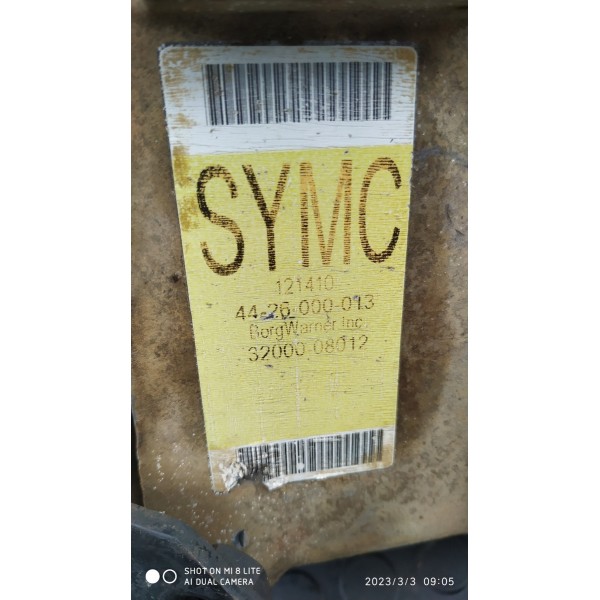 SYMC
121410
44-26-000-013
BorgWarner Inc
32000-08012
SHOT ON MI 8 LITE
AI DUAL CAMERA
2023/3/3 09:05